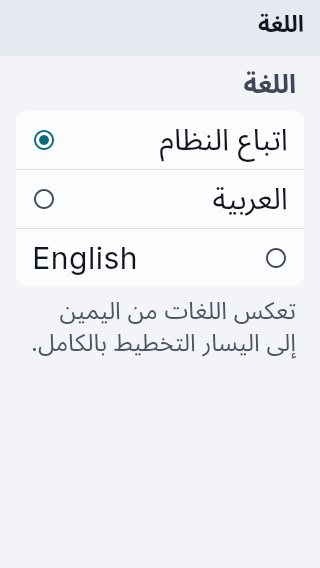 اللغة
اللغة
اتباع النظام
العربية
English
تعكس اللغات من اليمين
إلى اليسار التخطيط بالكامل.